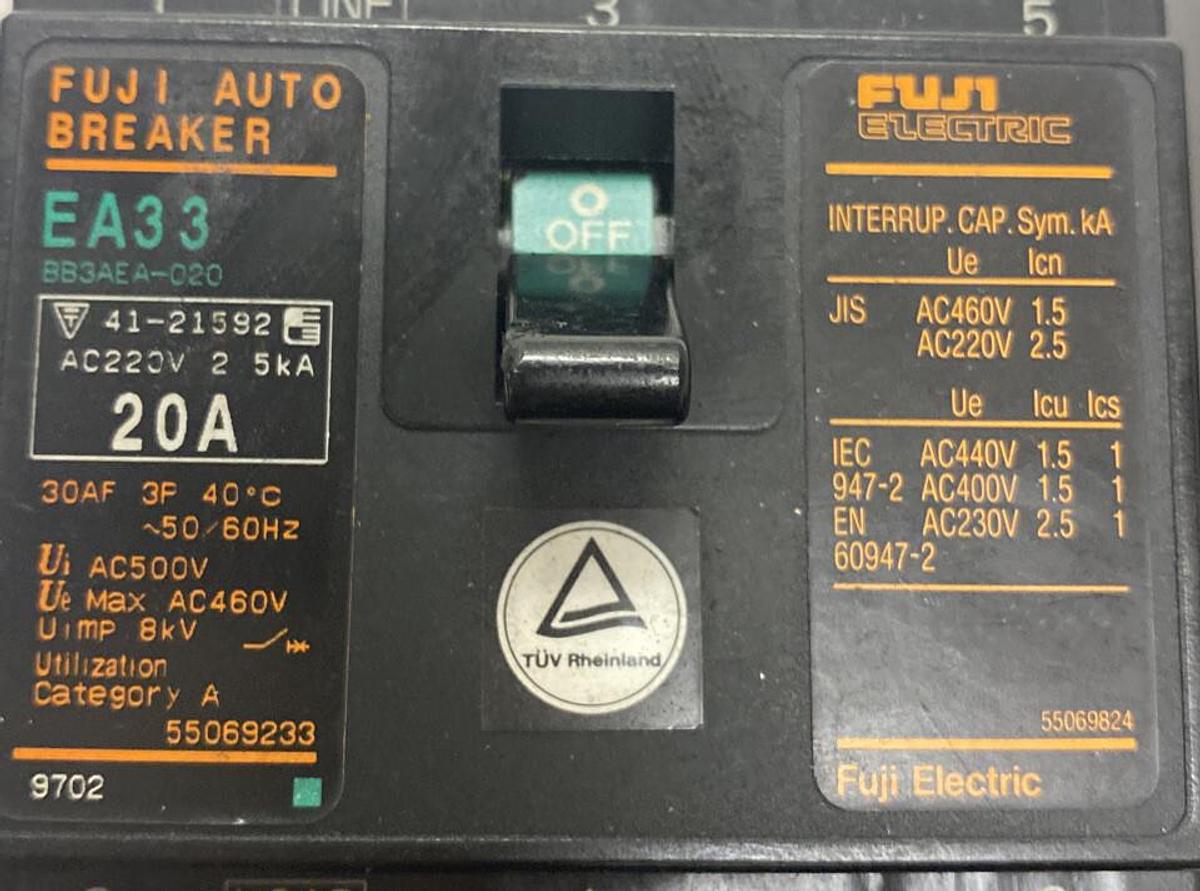 LINE
3
5
FUJI AUTO
BREAKER
EA33
BB3AEA-020
41-21592
AC220V 2.5kA
20A
30AF 3P 40°C
~50/60Hz
Ui AC500V
Ue Max AC460V
Uimp 8kV
Utilization
Category A
55069233
9702
O
OFF
TÜV Rheinland
FUJI
ELECTRIC
INTERRUP. CAP. Sym. kA
Ue Icn
JIS AC460V 1.5
AC220V 2.5
Ue Icu Ics
IEC AC440V 1.5 1
947-2 AC400V 1.5 1
EN AC230V 2.5 1
60947-2
55069824
Fuji Electric